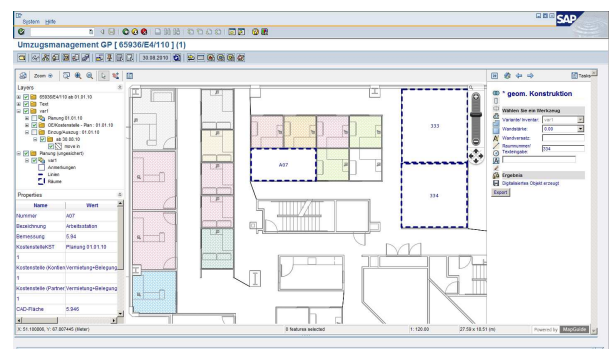 System Hilfe
SAP
Umzugsmanagement GP [ 65936/E4/110 ] (1)
30.08.2010
Zoom
Tasks
Layers
65936/E4/110 ab 01.01.10
Text
var1
Planung 01.01.10
OE/Kostenstelle - Plan : 01.01.10
Einzug/Auszug : 01.01.10
ab 30.08.10
move in
Planung (ungesichert)
var1
Anmerkungen
Linien
Räume
Properties
Name Wert
Nummer A07
Bezeichnung Arbeitsstation
Bemessung 5.94
KostenstelleKST Planung 01.01.10
1
Kostenstelle (Kontier Vermietung+Belegung
1
Kostenstelle (Partner Vermietung+Belegung
1
CAD-Fläche 5.946
333
A07
334
* geom. Konstruktion
Wählen Sie ein Werkzeug
Variante/ Inventar: var1
Wandstärke: 0.00
Wandversatz
Raumnummer/ Texteingabe: 334
Ergebnis
Digitalisiertes Objekt erzeugt
Export
0 features selected
1: 120.00
27.59 x 18.51 (m)
Powered by MapGuide